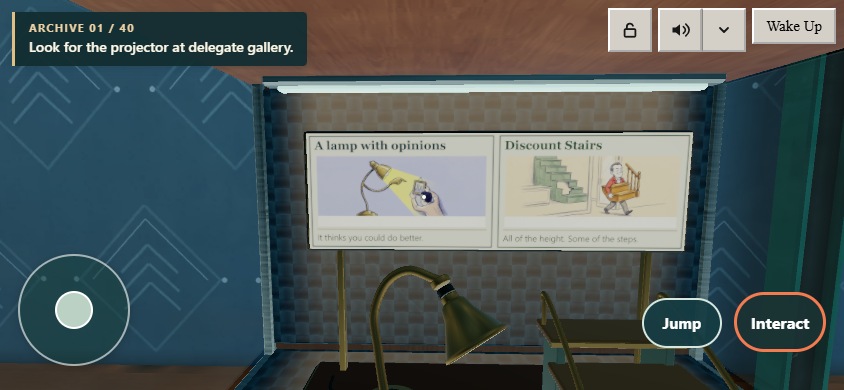 ARCHIVE 01 / 40
Look for the projector at delegate gallery.
Wake Up
A lamp with opinions
It thinks you could do better.
Discount Stairs
All of the height. Some of the steps.
Jump
Interact